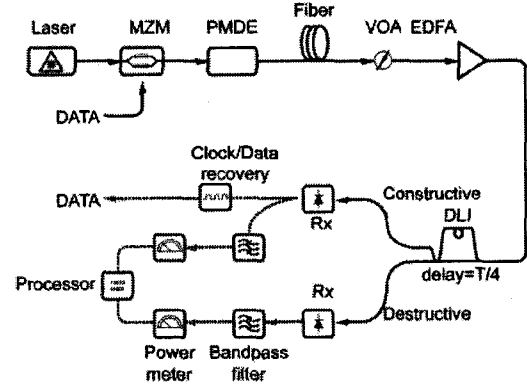 Laser
MZM
PMDE
Fiber
VOA
EDFA
DATA
Clock/Data
recovery
DATA
Rx
Constructive
DLI
delay=T/4
Processor
Rx
Destructive
Power
meter
Bandpass
filter